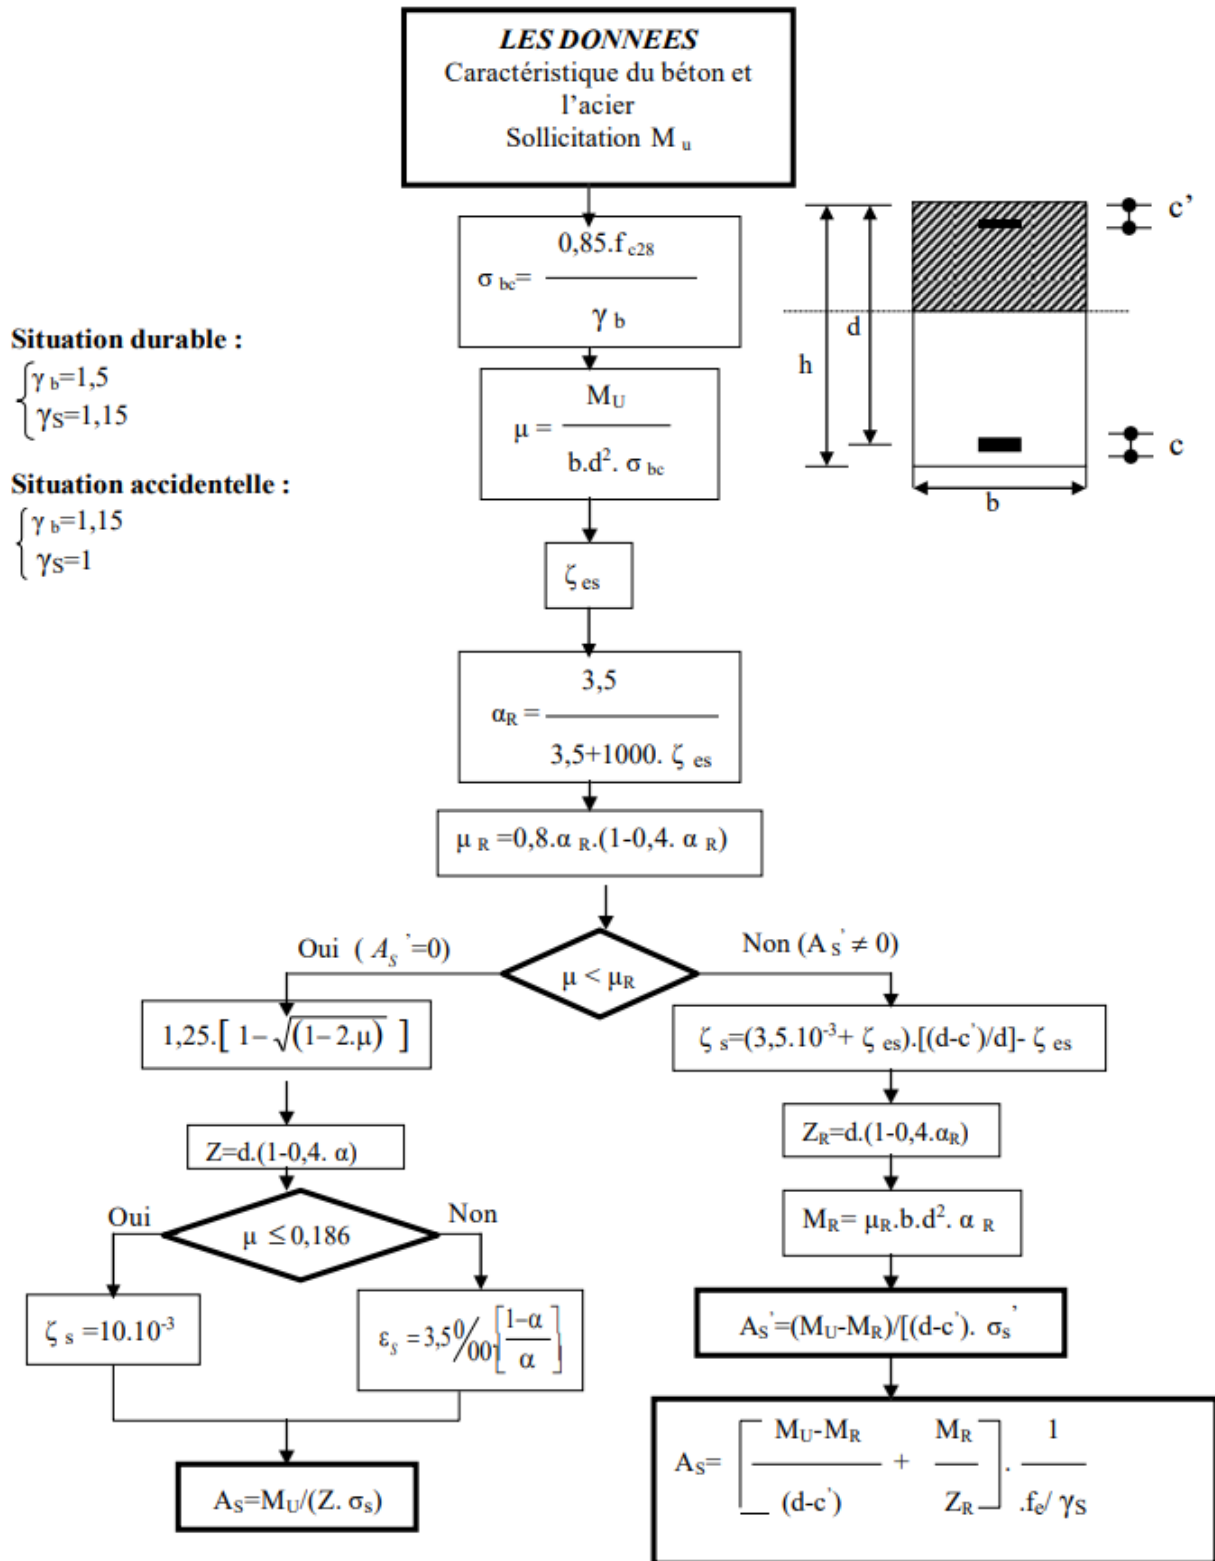 LES DONNEES
Caractéristique du béton et
l’acier
Sollicitation M u
0,85.f c28
σ bc=
γ b
c’
d
h
c
b
Situation durable :
γ b=1,5
γS=1,15
Situation accidentelle :
γ b=1,15
γS=1
MU
μ =
b.d². σ bc
ζ es
3,5
αR =
3,5+1000. ζ es
μ R =0,8.α R.(1-0,4. α R)
Oui ( AS ’=0)
μ < μR
Non (A S’ ≠ 0)
1,25.[ 1– √(1– 2.μ) ]
ζ s=(3,5.10-3+ ζ es).[(d-c’)/d]- ζ es
Z=d.(1-0,4. α)
ZR=d.(1-0,4.αR)
Oui
μ ≤ 0,186
Non
MR= μR.b.d². α R
ζ s =10.10-3
εS = 3,5 0/00 [1–α/α]
AS’=(MU-MR)/[(d-c’). σs’
AS=MU/(Z. σs)
MU-MR MR 1
AS= [ + ] .
(d-c’) ZR .fe/ γS